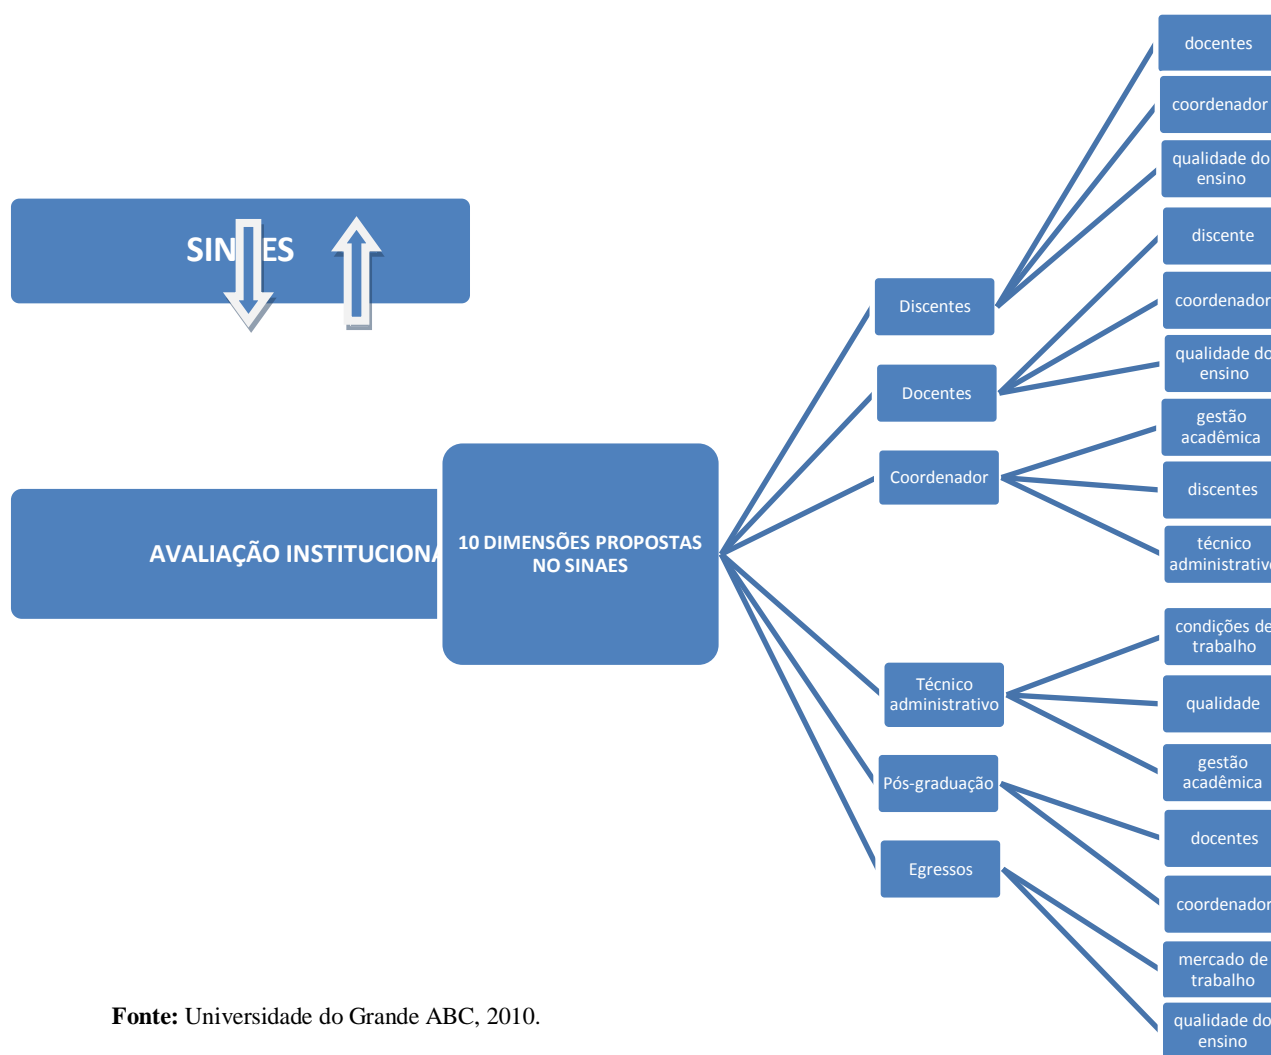 SIN ES
AVALIAÇÃO INSTITUCIONA
10 DIMENSÕES PROPOSTAS
NO SINAES
Discentes
Docentes
Coordenador
Técnico
administrativo
Pós-graduação
Egressos
docentes
coordenador
qualidade do
ensino
discente
coordenador
qualidade do
ensino
gestão
acadêmica
discentes
técnico
administrativo
condições de
trabalho
qualidade
gestão
acadêmica
docentes
coordenador
mercado de
trabalho
qualidade do
ensino
Fonte: Universidade do Grande ABC, 2010.